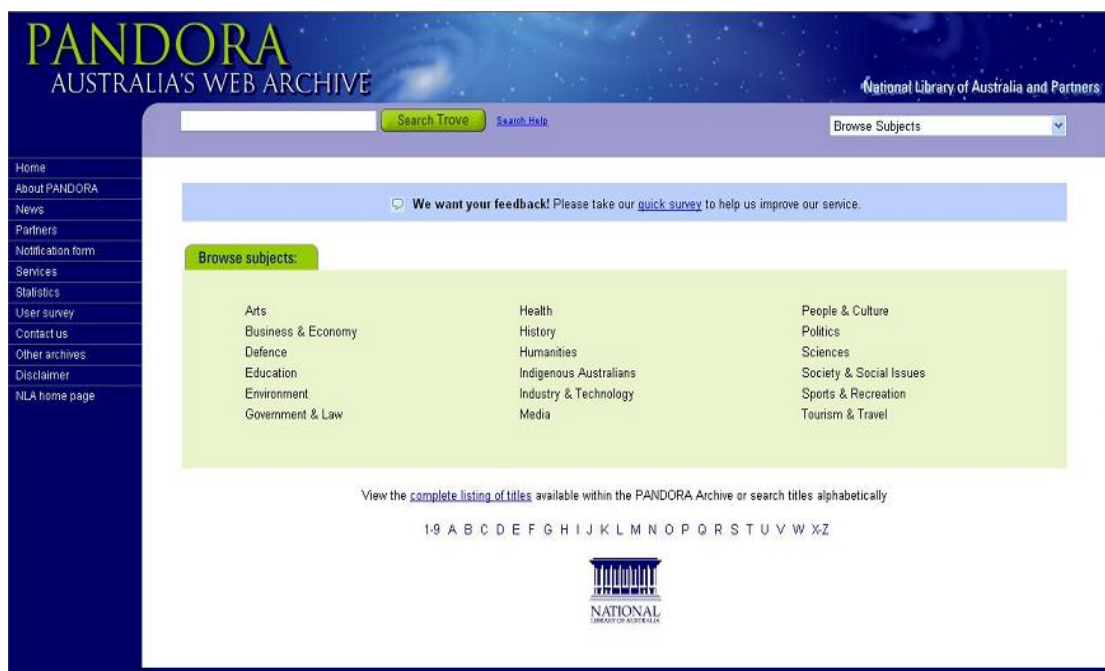 PANDORA
AUSTRALIA'S WEB ARCHIVE
National Library of Australia and Partners
Search Trove Search Help Browse Subjects
Home
About PANDORA
News
Partners
Notification form
Services
Statistics
User survey
Contact us
Other archives
Disclaimer
NLA home page
We want your feedback! Please take our quick survey to help us improve our service.
Browse subjects:
Arts
Business & Economy
Defence
Education
Environment
Government & Law
Health
History
Humanities
Indigenous Australians
Industry & Technology
Media
People & Culture
Politics
Sciences
Society & Social Issues
Sports & Recreation
Tourism & Travel
View the complete listing of titles available within the PANDORA Archive or search titles alphabetically
1-9 A B C D E F G H I J K L M N O P Q R S T U V W X-Z
NATIONAL
LIBRARY OF AUSTRALIA